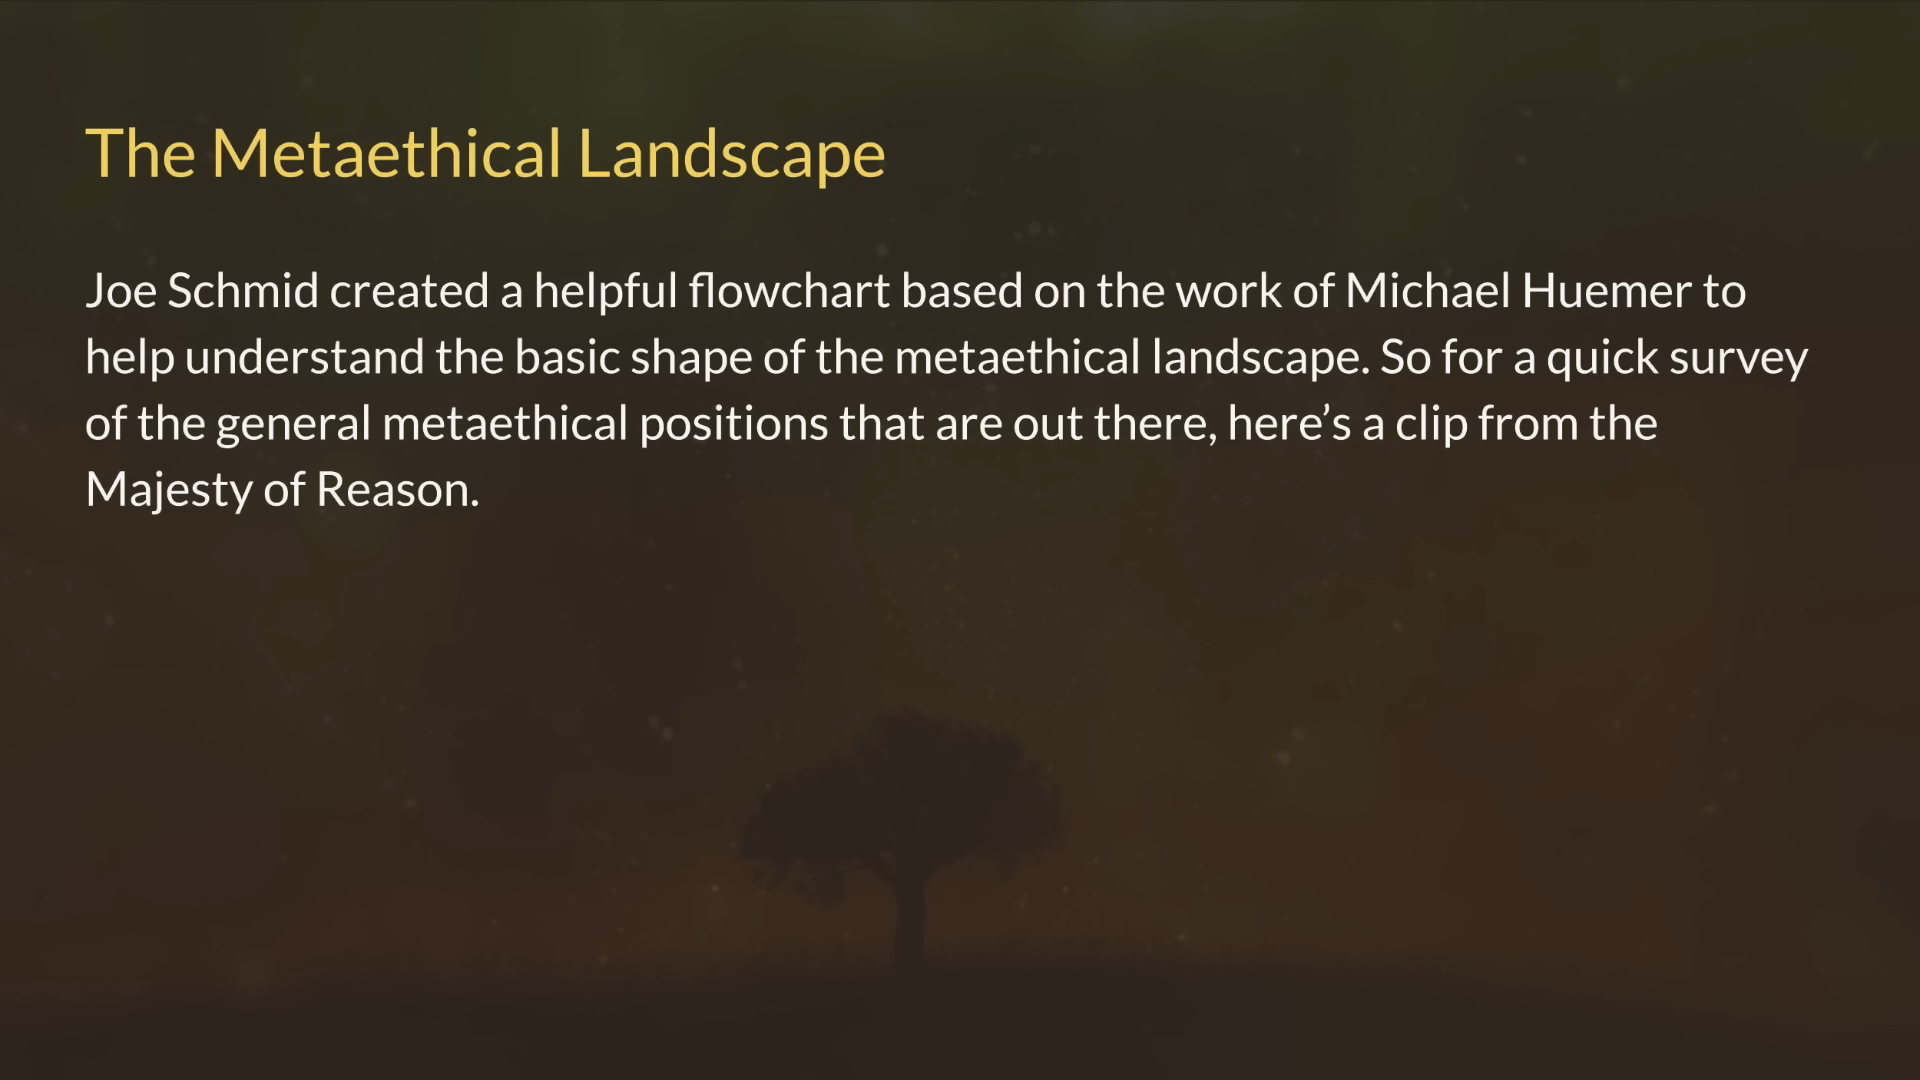 The Metaethical Landscape
Joe Schmid created a helpful flowchart based on the work of Michael Huemer to
help understand the basic shape of the metaethical landscape. So for a quick survey
of the general metaethical positions that are out there, here’s a clip from the
Majesty of Reason.